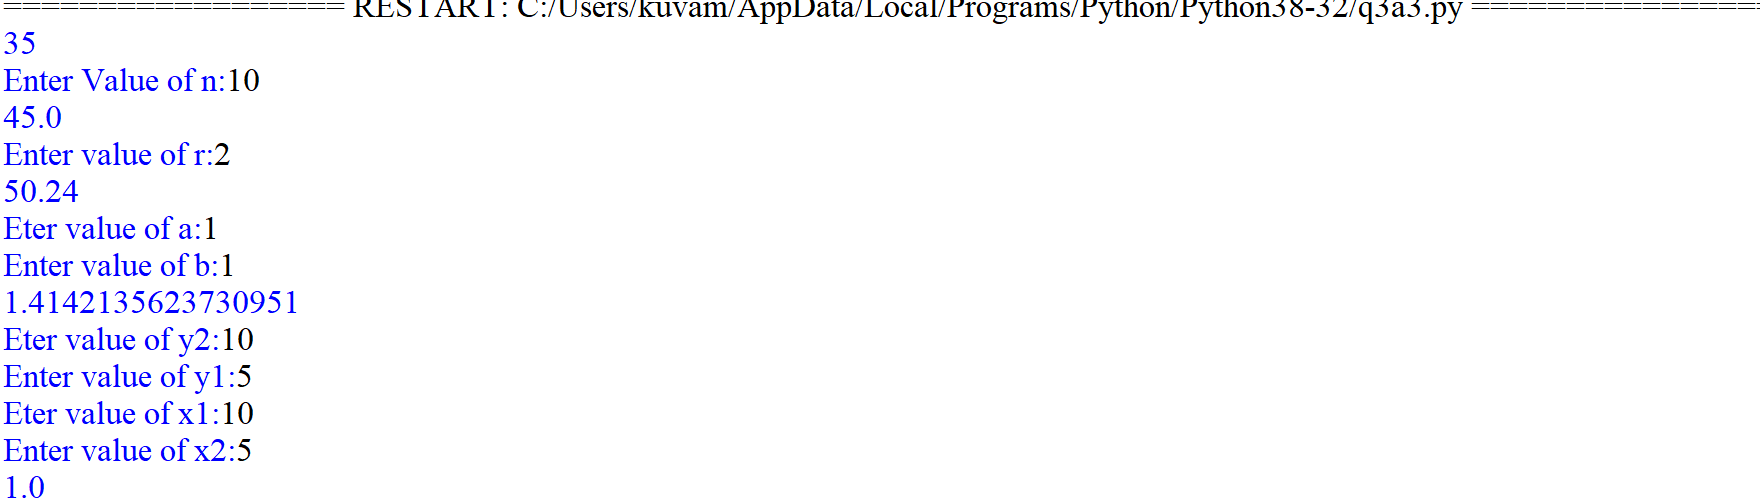 ================== RESTART: C:/Users/kuvam/AppData/Local/Programs/Python/Python38-32/q3a3.py ================
35
Enter Value of n:10
45.0
Enter value of r:2
50.24
Eter value of a:1
Enter value of b:1
1.4142135623730951
Eter value of y2:10
Enter value of y1:5
Eter value of x1:10
Enter value of x2:5
1.0